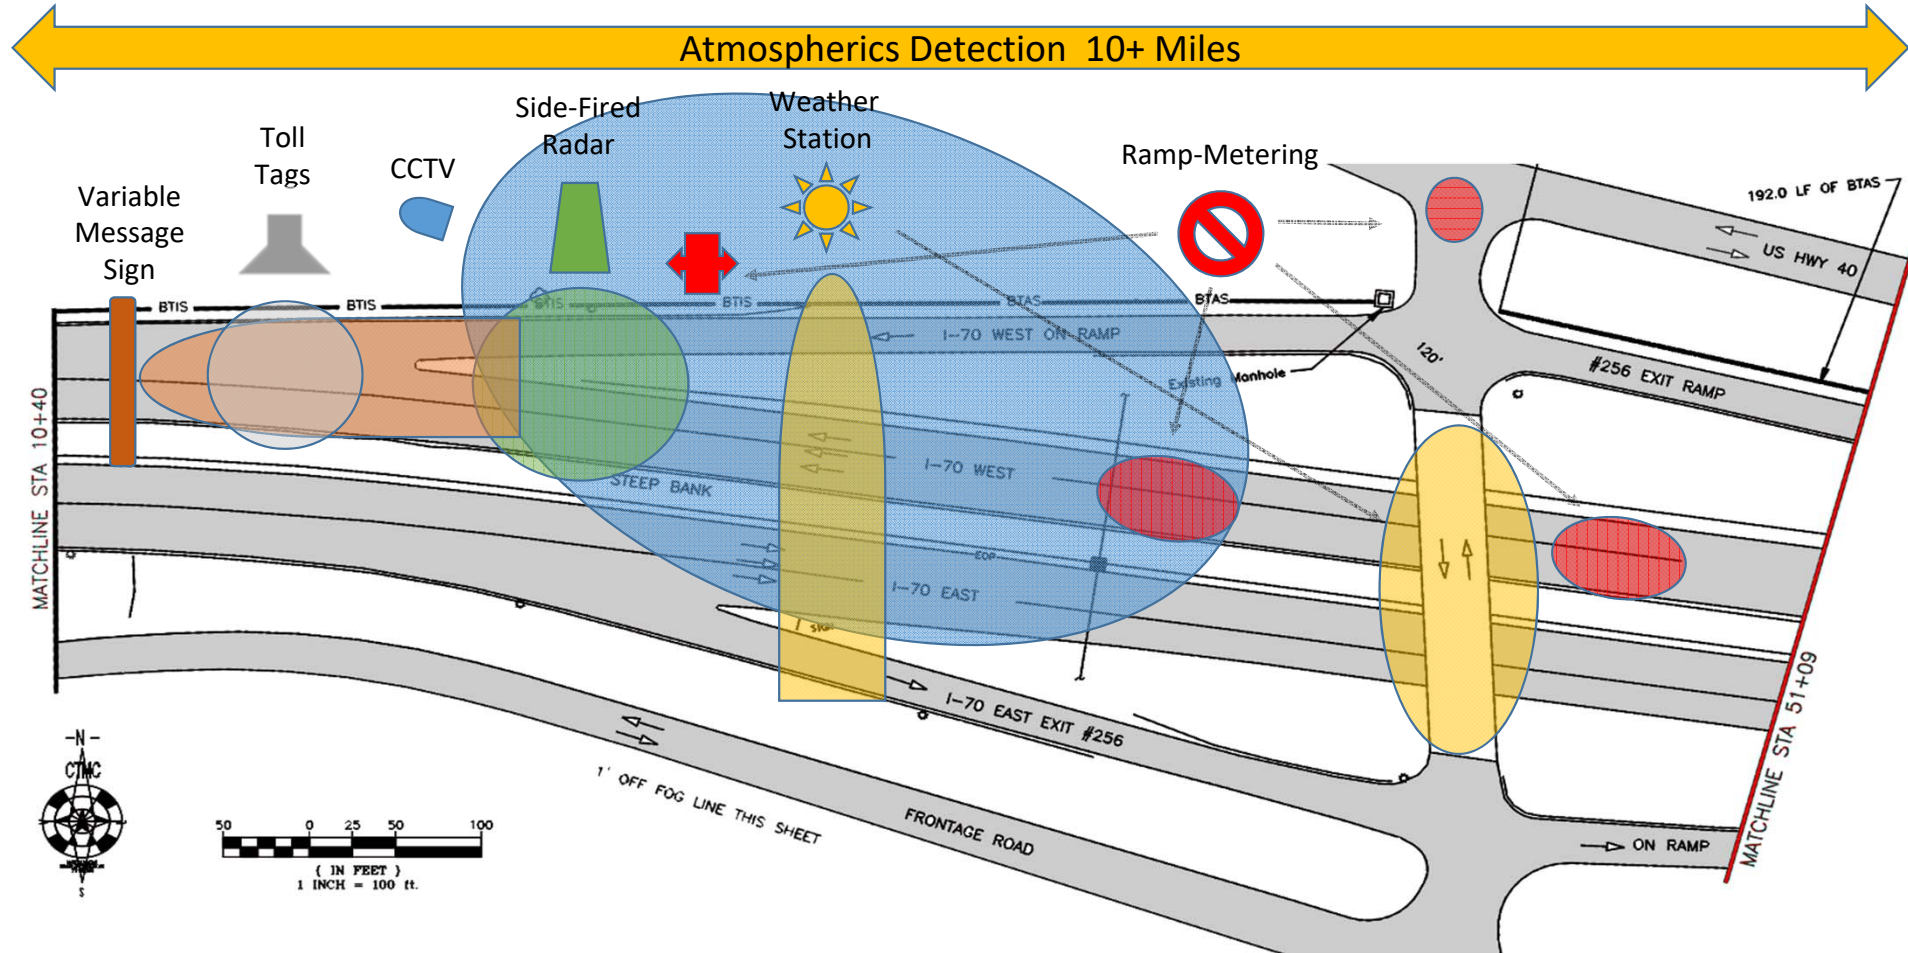 Atmospherics Detection  10+ Miles
Side-Fired
Radar
Weather
Station
Toll
Tags
CCTV
Ramp-Metering
Variable
Message
Sign
192.0 LF OF BTAS
US HWY 40
BTIS
BTIS
BTIS
BTIS
BTAS
BTAS
I-70 WEST ON RAMP
120'
#256 EXIT RAMP
Existing Manhole
MATCHLINE STA 10+40
I-70 WEST
STEEP BANK
EOP
I-70 EAST
SIGN
I-70 EAST EXIT #256
MATCHLINE STA 51+09
-N-
CTMC
S
1' OFF FOG LINE THIS SHEET
FRONTAGE ROAD
ON RAMP
50 0 25 50 100
( IN FEET )
1 INCH = 100 ft.